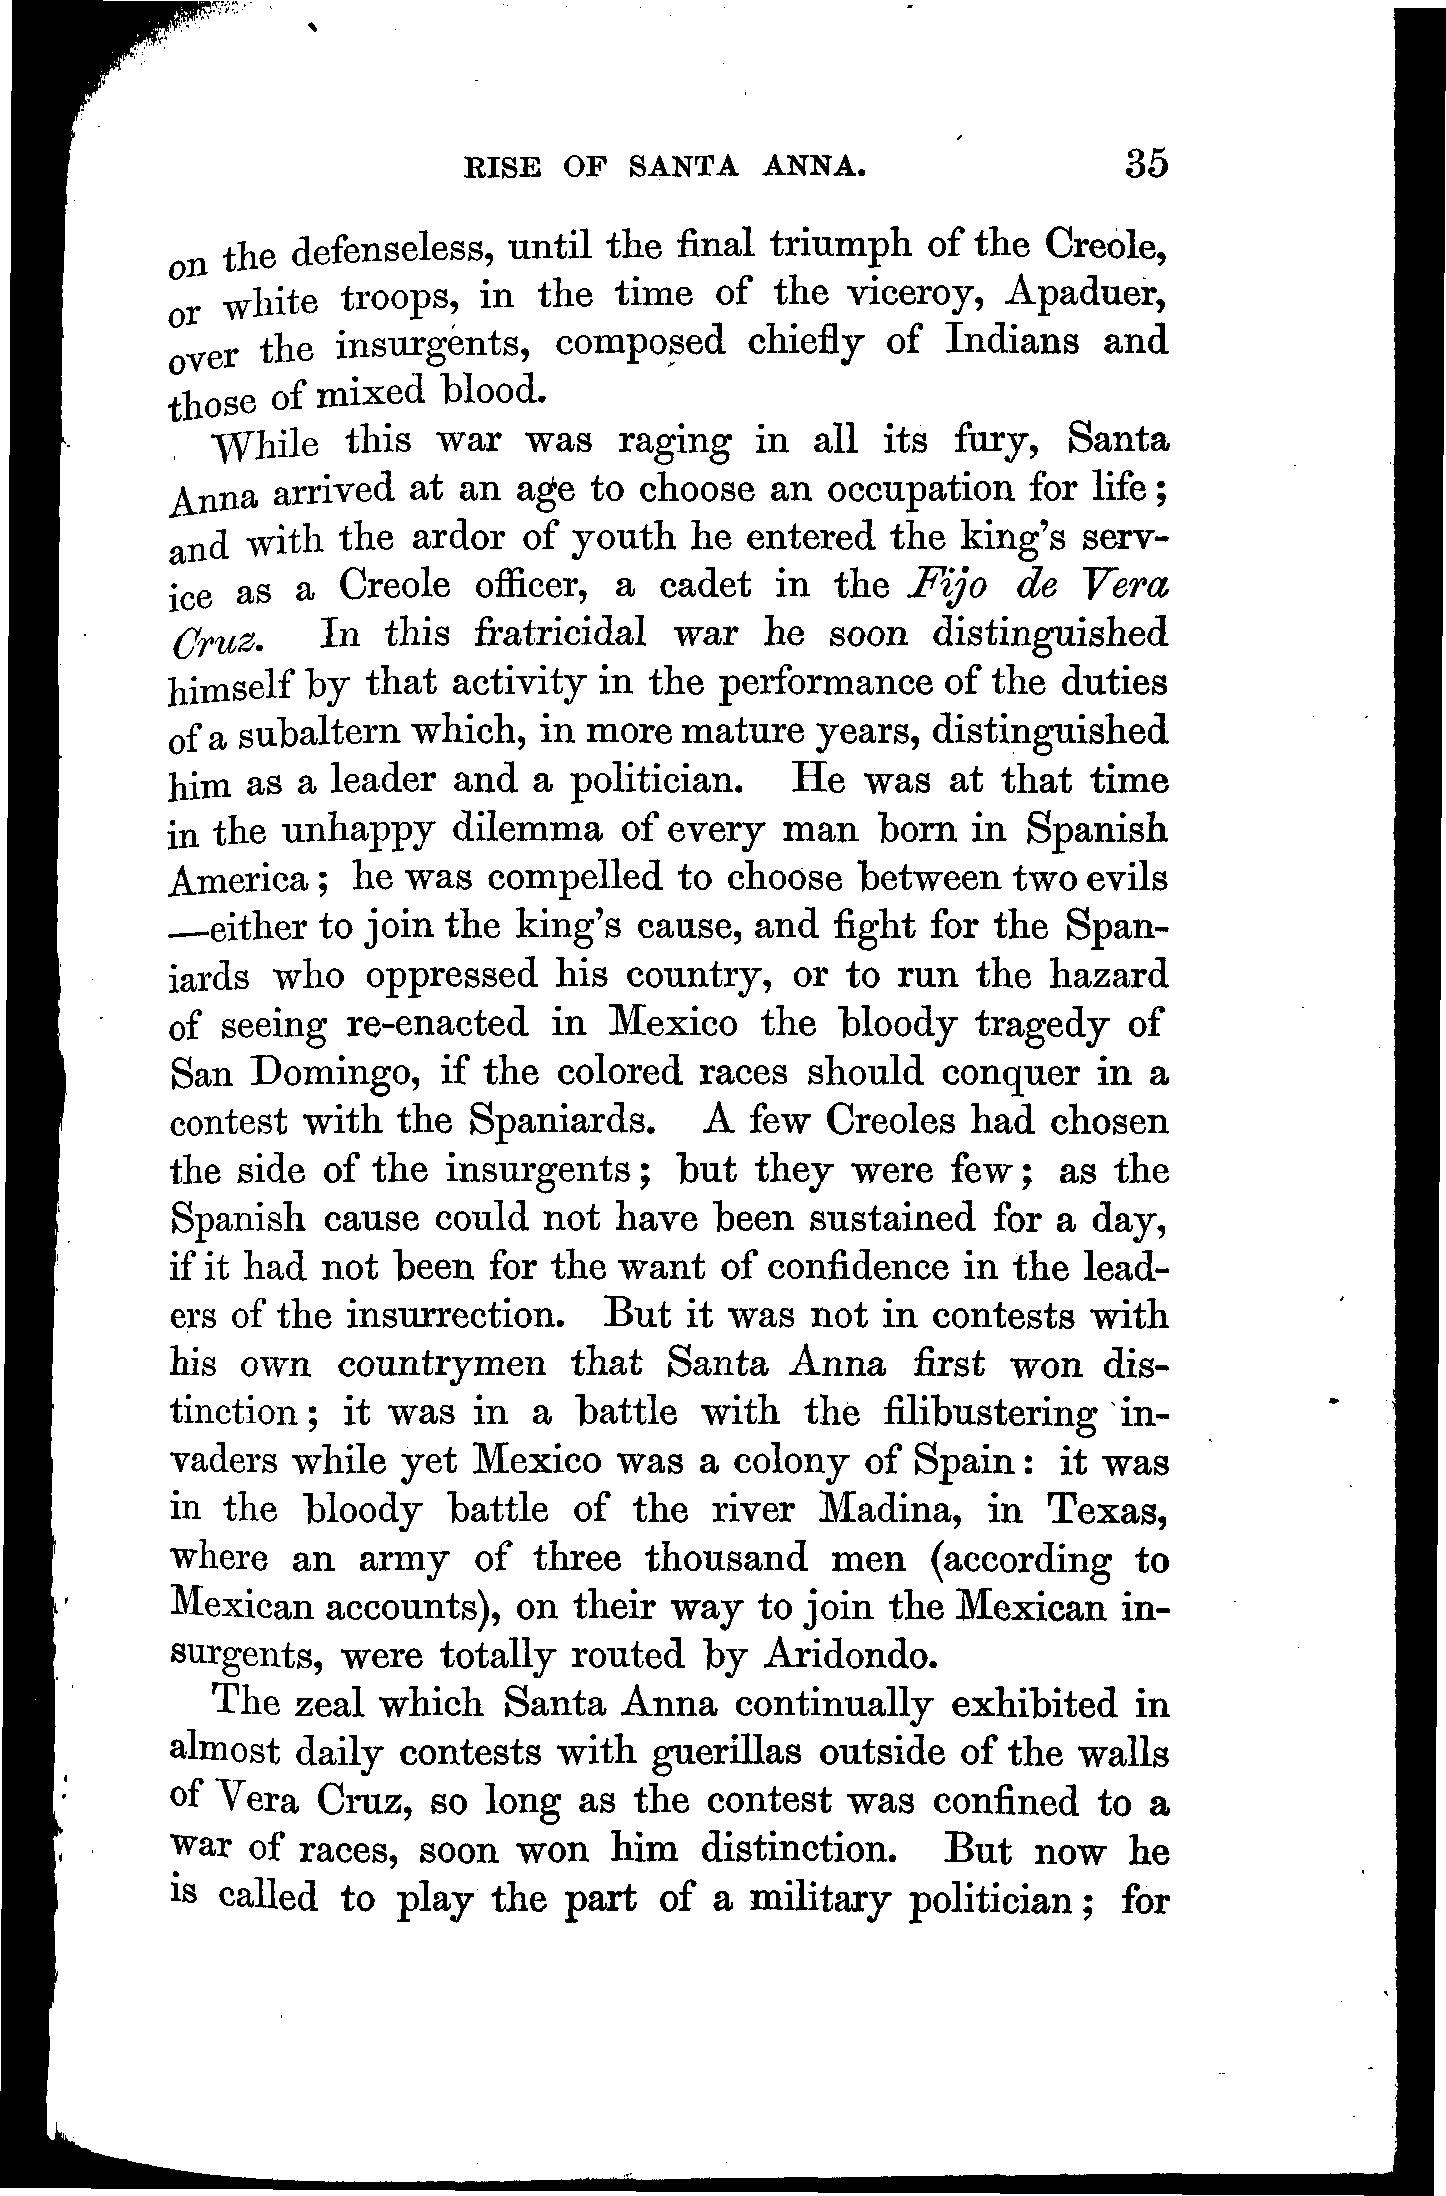 RISE OF SANTA ANNA. 35
on the defenseless, until the final triumph of the Creole,
or white troops, in the time of the viceroy, Apaduer,
over the insurgents, composed chiefly of Indians and
those of mixed blood.
While this war was raging in all its fury, Santa
Anna arrived at an age to choose an occupation for life;
and with the ardor of youth he entered the king's serv-
ice as a Creole officer, a cadet in the Fijo de Vera
Cruz. In this fratricidal war he soon distinguished
himself by that activity in the performance of the duties
of a subaltern which, in more mature years, distinguished
him as a leader and a politician. He was at that time
in the unhappy dilemma of every man born in Spanish
America; he was compelled to choose between two evils
—either to join the king's cause, and fight for the Span-
iards who oppressed his country, or to run the hazard
of seeing re-enacted in Mexico the bloody tragedy of
San Domingo, if the colored races should conquer in a
contest with the Spaniards. A few Creoles had chosen
the side of the insurgents; but they were few; as the
Spanish cause could not have been sustained for a day,
if it had not been for the want of confidence in the lead-
ers of the insurrection. But it was not in contests with
his own countrymen that Santa Anna first won dis-
tinction; it was in a battle with the filibustering in-
vaders while yet Mexico was a colony of Spain: it was
in the bloody battle of the river Madina, in Texas,
where an army of three thousand men (according to
Mexican accounts), on their way to join the Mexican in-
surgents, were totally routed by Aridondo.
The zeal which Santa Anna continually exhibited in
almost daily contests with guerillas outside of the walls
of Vera Cruz, so long as the contest was confined to a
war of races, soon won him distinction. But now he
is called to play the part of a military politician; for